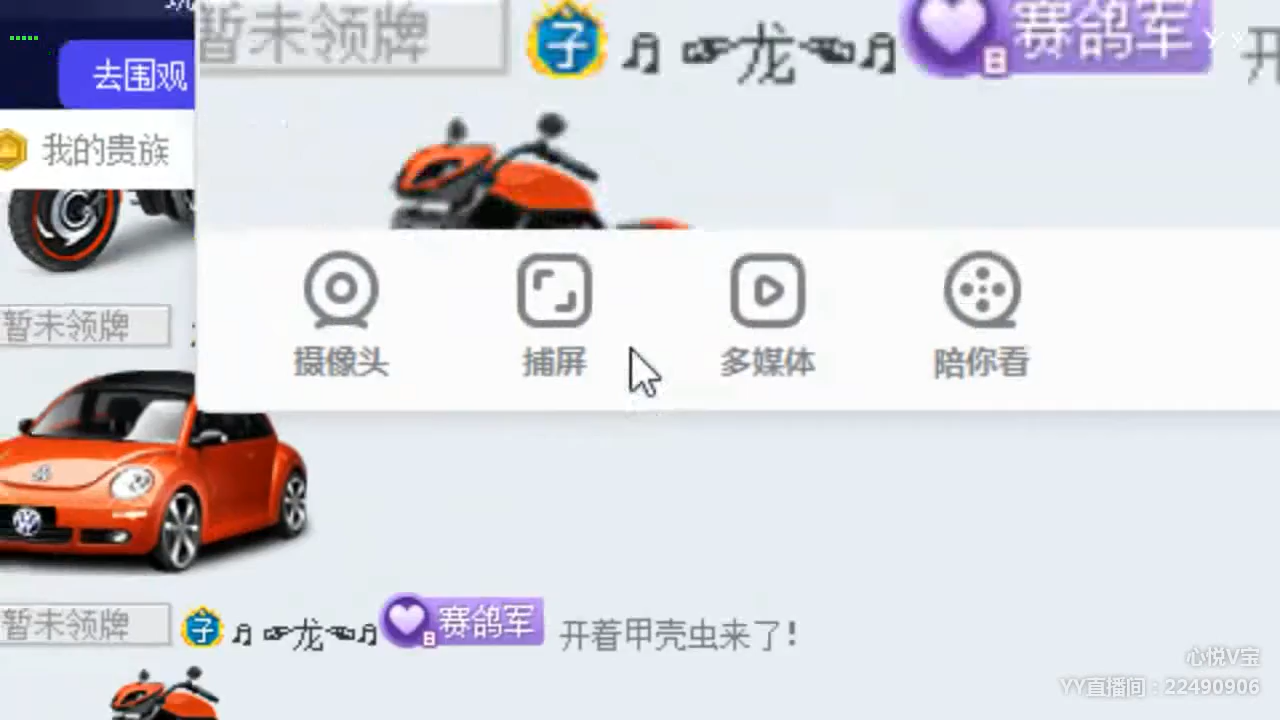 去围观
暂未领牌 子 ♫ ☞龙☜♫ 赛鸽军 8 开
我的贵族
摄像头 捕屏 多媒体 陪你看
暂未领牌
暂未领牌 子 ♫ ☞龙☜♫ 8 赛鸽军 开着甲壳虫来了!
心悦V宝
YY直播间：22490906